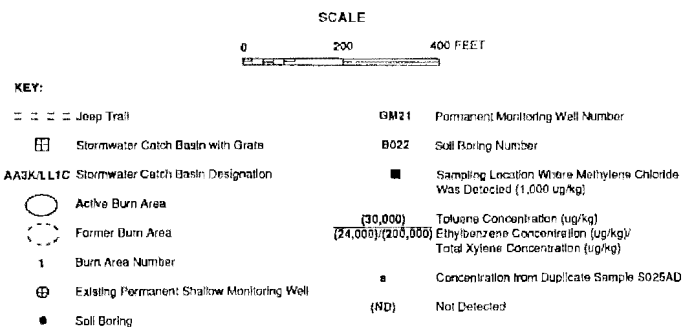 SCALE
0 200 400 FEET
KEY:
Jeep Trail
Stormwater Catch Basin with Grate
AA3K/LL1C Stormwater Catch Basin Designation
Active Burn Area
Former Burn Area
1 Burn Area Number
Existing Permanent Shallow Monitoring Well
Soil Boring
GM21 Permanent Monitoring Well Number
B022 Soil Boring Number
Sampling Location Where Methylene Chloride
Was Detected (1,000 ug/kg)
(30,000) Toluene Concentration (ug/kg)
(24,000)/(200,000) Ethylbenzene Concentration (ug/kg)/
Total Xylene Concentration (ug/kg)
a Concentration from Duplicate Sample S025AD
(ND) Not Detected